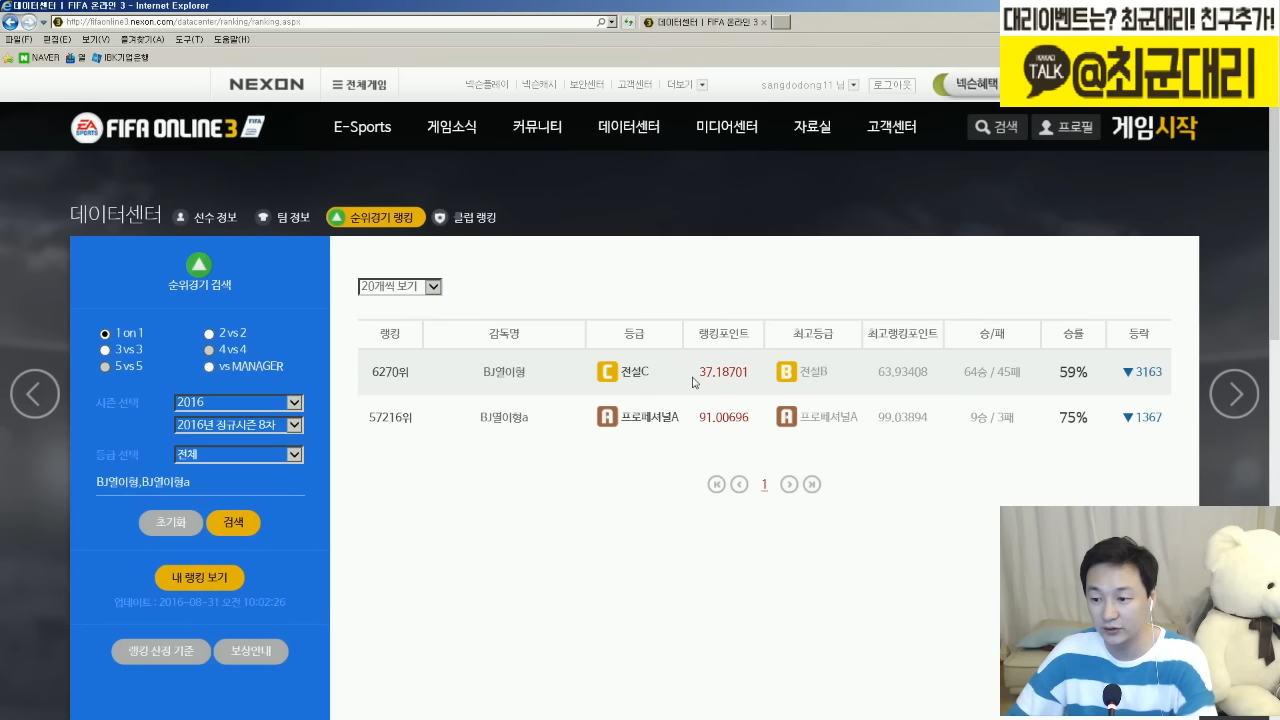 데이터센터 | FIFA 온라인 3 - Internet Explorer
http://fifaonline3.nexon.com/datacenter/ranking/ranking.aspx
데이터센터 | FIFA 온라인 3
파일(F) 편집(E) 보기(V) 즐겨찾기(A) 도구(T) 도움말(H)
NAVER 옅 IBK기업은행
대리이벤트는? 최군대리! 친구추가!
TALK @최군대리
NEXON 전체게임 넥슨플레이 넥슨캐시 보안센터 고객센터 더보기 sangdodong11 님 로그아웃 넥슨혜택
EA SPORTS FIFA ONLINE 3 E-Sports 게임소식 커뮤니티 데이터센터 미디어센터 자료실 고객센터 검색 프로필 게임시작
데이터센터 선수 정보 팀 정보 순위경기 랭킹 클럽 랭킹
순위경기 검색
1 on 1 2 vs 2
3 vs 3 4 vs 4
5 vs 5 vs MANAGER
시즌 선택 2016
2016년 정규시즌 8차
등급 선택 전체
BJ열이형,BJ열이형a
초기화 검색
내 랭킹 보기
업데이트 : 2016-08-31 오전 10:02:26
랭킹 산정 기준 보상안내
20개씩 보기
랭킹 감독명 등급 랭킹포인트 최고등급 최고랭킹포인트 승/패 승률 등락
6270위 BJ열이형 C 전설C 37.18701 B 전설B 63.93408 64승 / 45패 59% ▼3163
57216위 BJ열이형a A 프로페셔널A 91.00696 A 프로페셔널A 99.03894 9승 / 3패 75% ▼1367
1